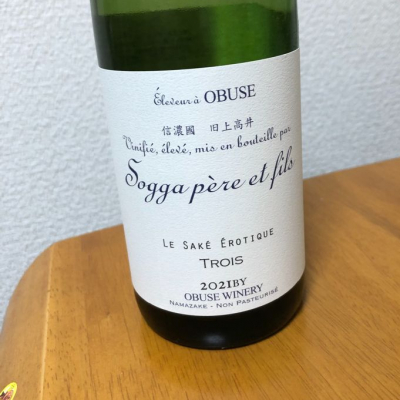 Éleveur à OBUSE
信濃國 旧上高井
Vinifié, élevé, mis en bouteille par
Sogga père et fils
LE SAKÉ ÉROTIQUE
TROIS
2021BY
OBUSE WINERY
NAMAZAKE - NON PASTEURISÉ